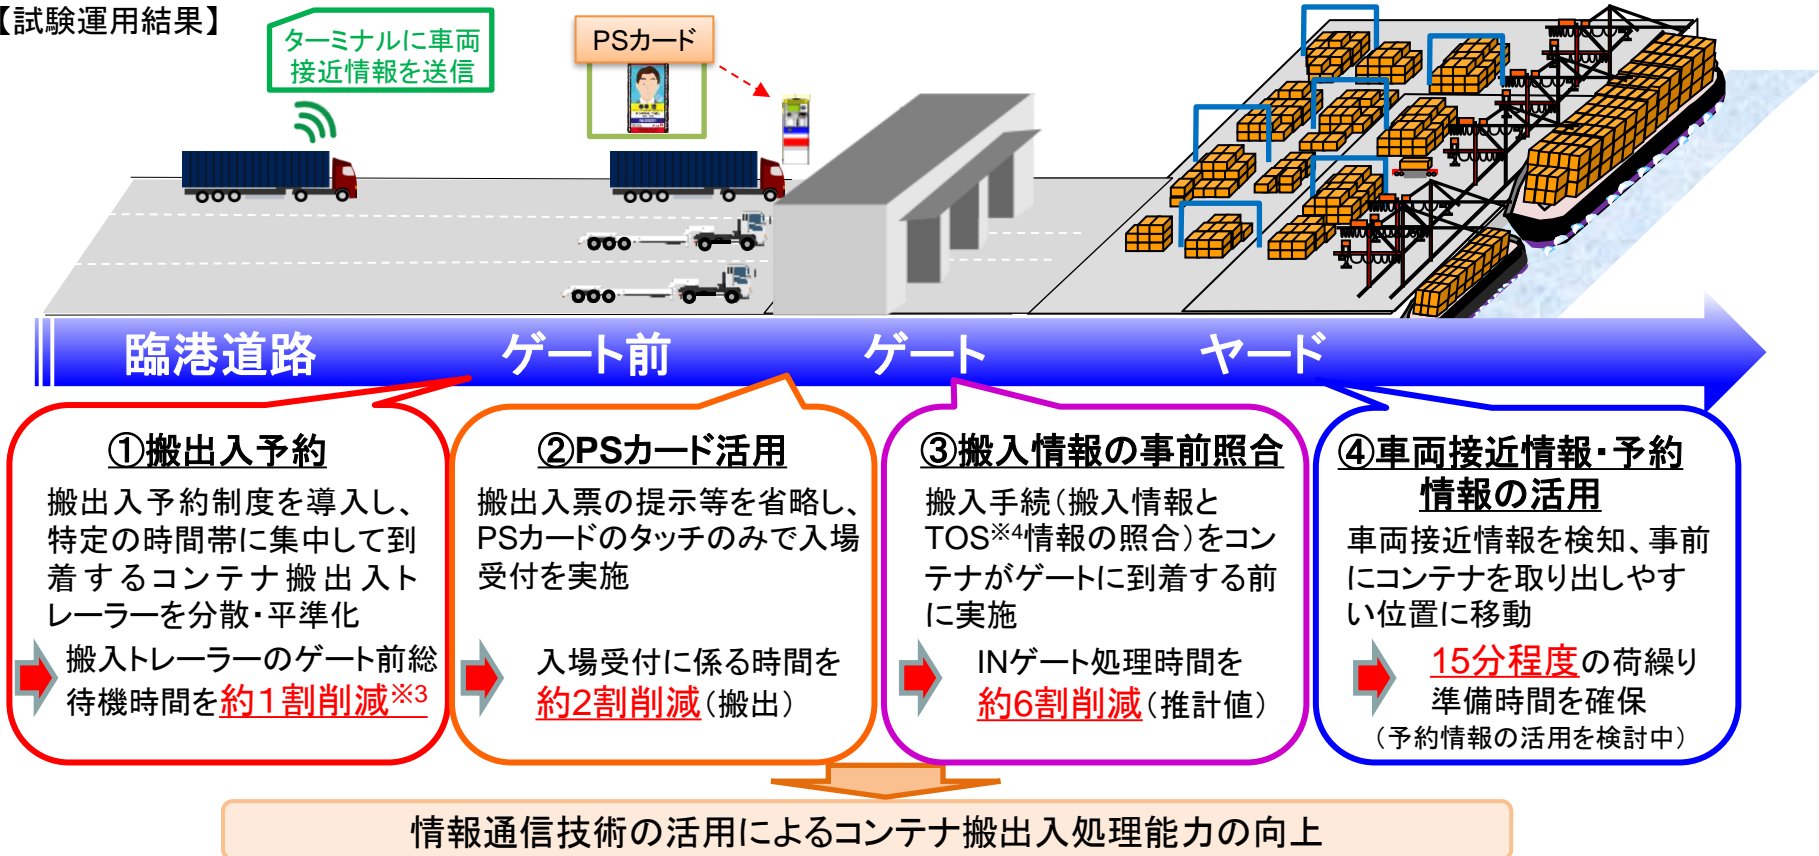 【試験運用結果】
ターミナルに車両
接近情報を送信
PSカード
臨港道路
ゲート前
ゲート
ヤード
①搬出入予約
搬出入予約制度を導入し、
特定の時間帯に集中して到
着するコンテナ搬出入ト
レーラーを分散・平準化
搬入トレーラーのゲート前総
待機時間を約1割削減※3
②PSカード活用
搬出入票の提示等を省略し、
PSカードのタッチのみで入場
受付を実施
入場受付に係る時間を
約2割削減(搬出)
③搬入情報の事前照合
搬入手続(搬入情報と
TOS※4情報の照合)をコン
テナがゲートに到着する前
に実施
INゲート処理時間を
約6割削減(推計値)
④車両接近情報・予約
情報の活用
車両接近情報を検知、事前
にコンテナを取り出しやす
い位置に移動
15分程度の荷繰り
準備時間を確保
(予約情報の活用を検討中)
情報通信技術の活用によるコンテナ搬出入処理能力の向上